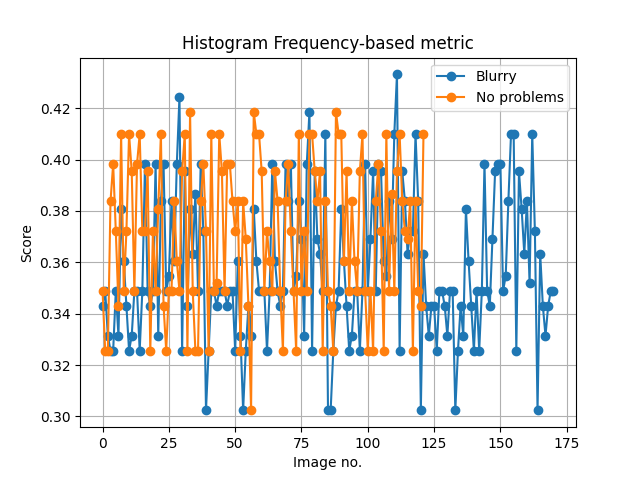 Histogram Frequency-based metric
Blurry
No problems
0.42
0.40
0.38
0.36
0.34
0.32
0.30
Score
0 25 50 75 100 125 150 175
Image no.